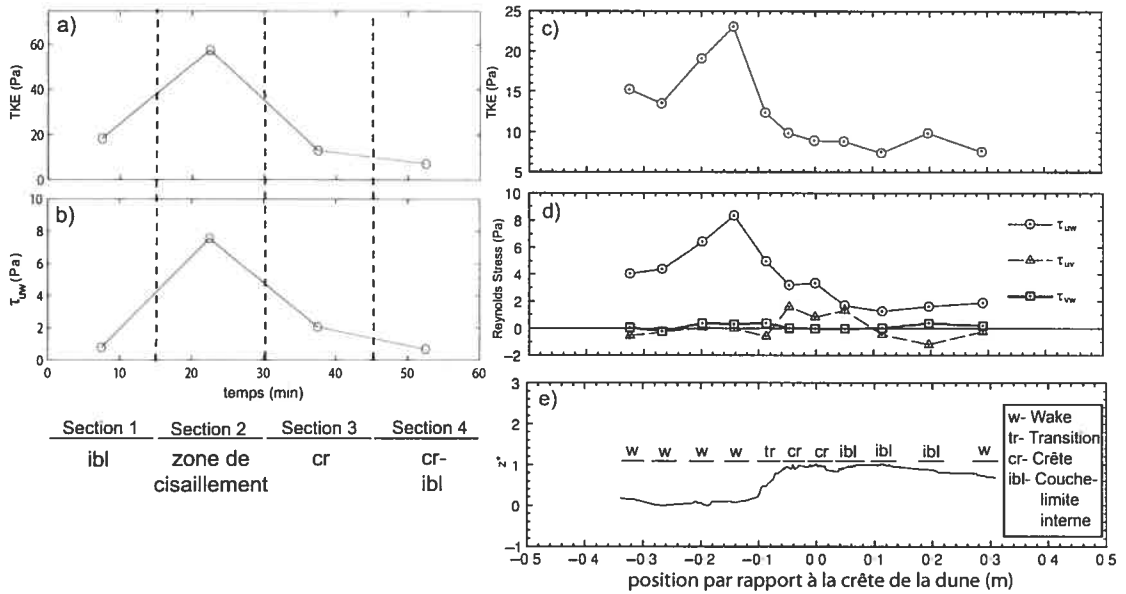 a)
TKE (Pa)
60
40
20
0
b)
τuw (Pa)
10
8
6
4
2
0
0 10 20 30 40 50 60
temps (min)
Section 1 Section 2 Section 3 Section 4
ibl zone de cr cr-
cisaillement ibl
c)
TKE (Pa)
25
20
15
10
5
d)
Reynolds Stress (Pa)
10
8
6
4
2
0
-2
τuw
τuv
τvw
e)
z*
3
2
1
0
-1
w w w w tr cr cr ibl ibl ibl w
w- Wake
tr- Transition
cr- Crête
ibl- Couche-
limite
interne
-0 5 -0 4 -0 3 -0 2 -0 1 0 0 0 1 0 2 0 3 0 4 0 5
position par rapport à la crête de la dune (m)